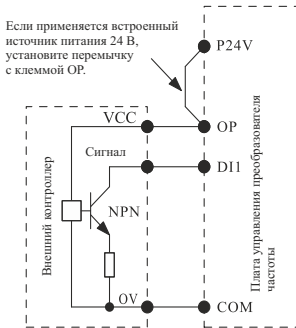 Если применяется встроенный
источник питания 24 В,
установите перемычку
с клеммой OP.
P24V
VCC
OP
Сигнал
DI1
NPN
Внешний контроллер
Плата управления преобразователя
частоты
0V
COM